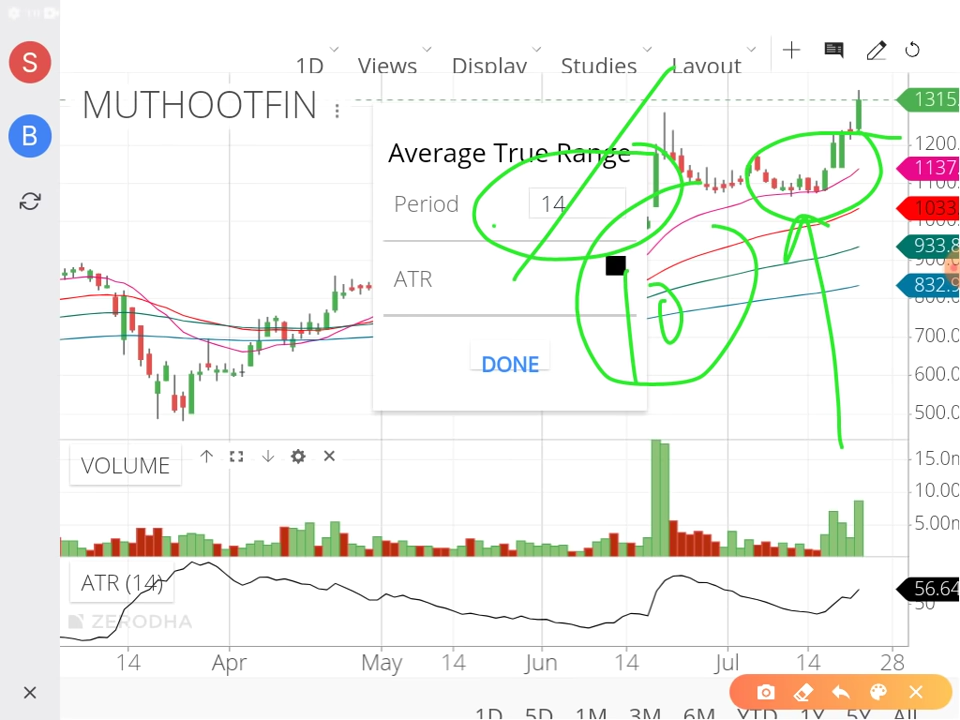 S
B
1D Views Display Studies Layout
MUTHOOTFIN
Average True Range
Period 14
ATR
DONE
1315.
1200.
1137.
1100.
1033.
933.8
832.9
700.0
600.0
500.0
VOLUME
15.0m
10.00
5.00m
ATR (14)
ZERODHA
56.64
50
14 Apr May 14 Jun 14 Jul 14 28
1D 5D 1M 3M 6M YTD 1Y 5Y All